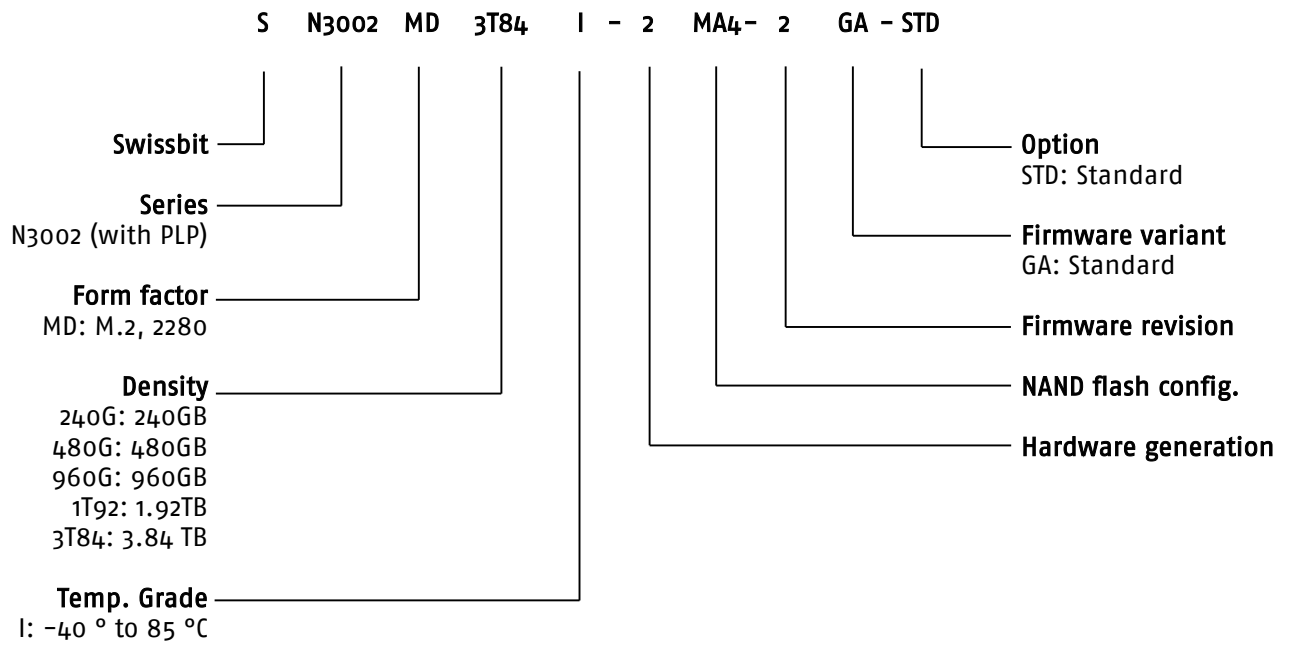 S N3002 MD 3T84 I - 2 MA4- 2 GA - STD
Swissbit
Series
N3002 (with PLP)
Form factor
MD: M.2, 2280
Density
240G: 240GB
480G: 480GB
960G: 960GB
1T92: 1.92TB
3T84: 3.84 TB
Temp. Grade
I: -40 ° to 85 °C
Option
STD: Standard
Firmware variant
GA: Standard
Firmware revision
NAND flash config.
Hardware generation